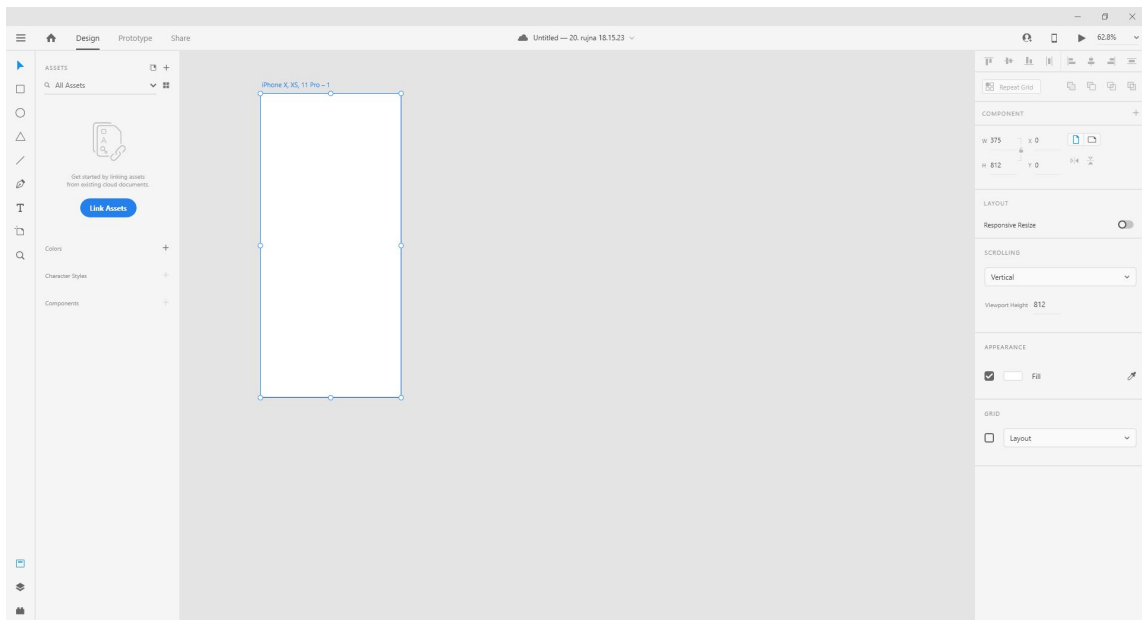 Design Prototype Share Untitled — 20. rujna 18.15.23 62.8%
ASSETS
All Assets
Get started by linking assets
from existing cloud documents.
Link Assets
Colors
Character Styles
Components
iPhone X, XS, 11 Pro – 1
Repeat Grid
COMPONENT
W 375 X 0
H 812 Y 0
LAYOUT
Responsive Resize
SCROLLING
Vertical
Viewport Height 812
APPEARANCE
Fill
GRID
Layout